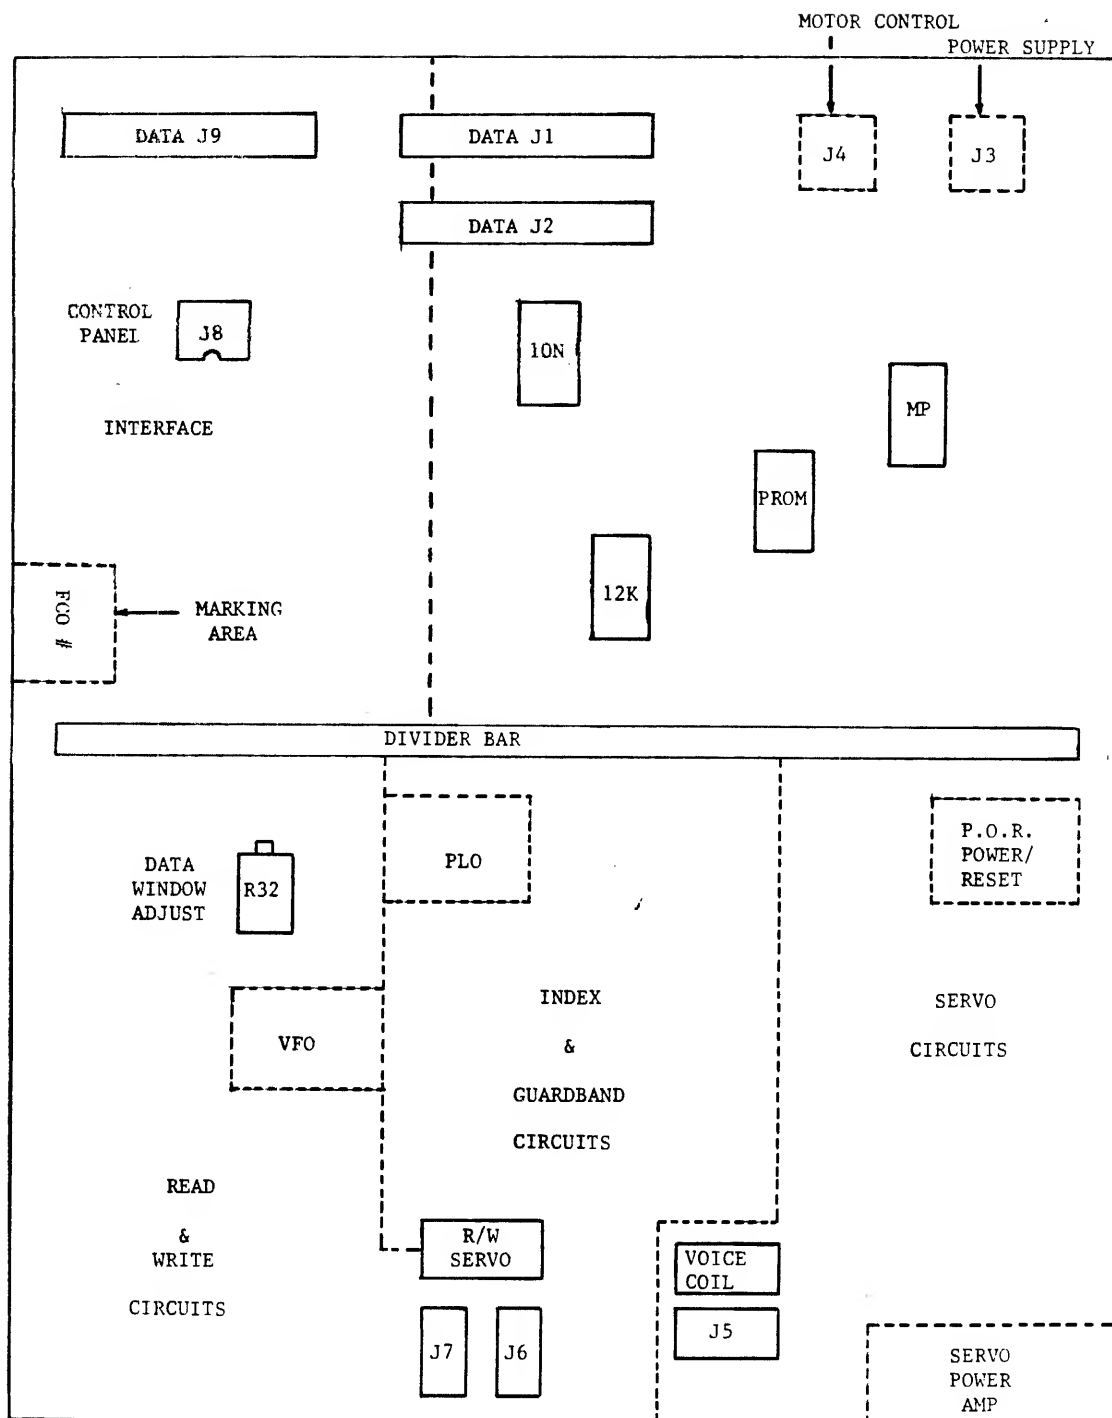 MOTOR CONTROL
POWER SUPPLY
DATA J9
DATA J1
J4
J3
DATA J2
CONTROL
PANEL
J8
10N
MP
INTERFACE
PROM
12K
FCO #
MARKING
AREA
DIVIDER BAR
PLO
P.O.R.
POWER/
RESET
DATA
WINDOW
ADJUST
R32
VFO
INDEX
&
GUARDBAND
CIRCUITS
SERVO
CIRCUITS
READ
&
WRITE
CIRCUITS
R/W
SERVO
VOICE
COIL
J7
J6
J5
SERVO
POWER
AMP